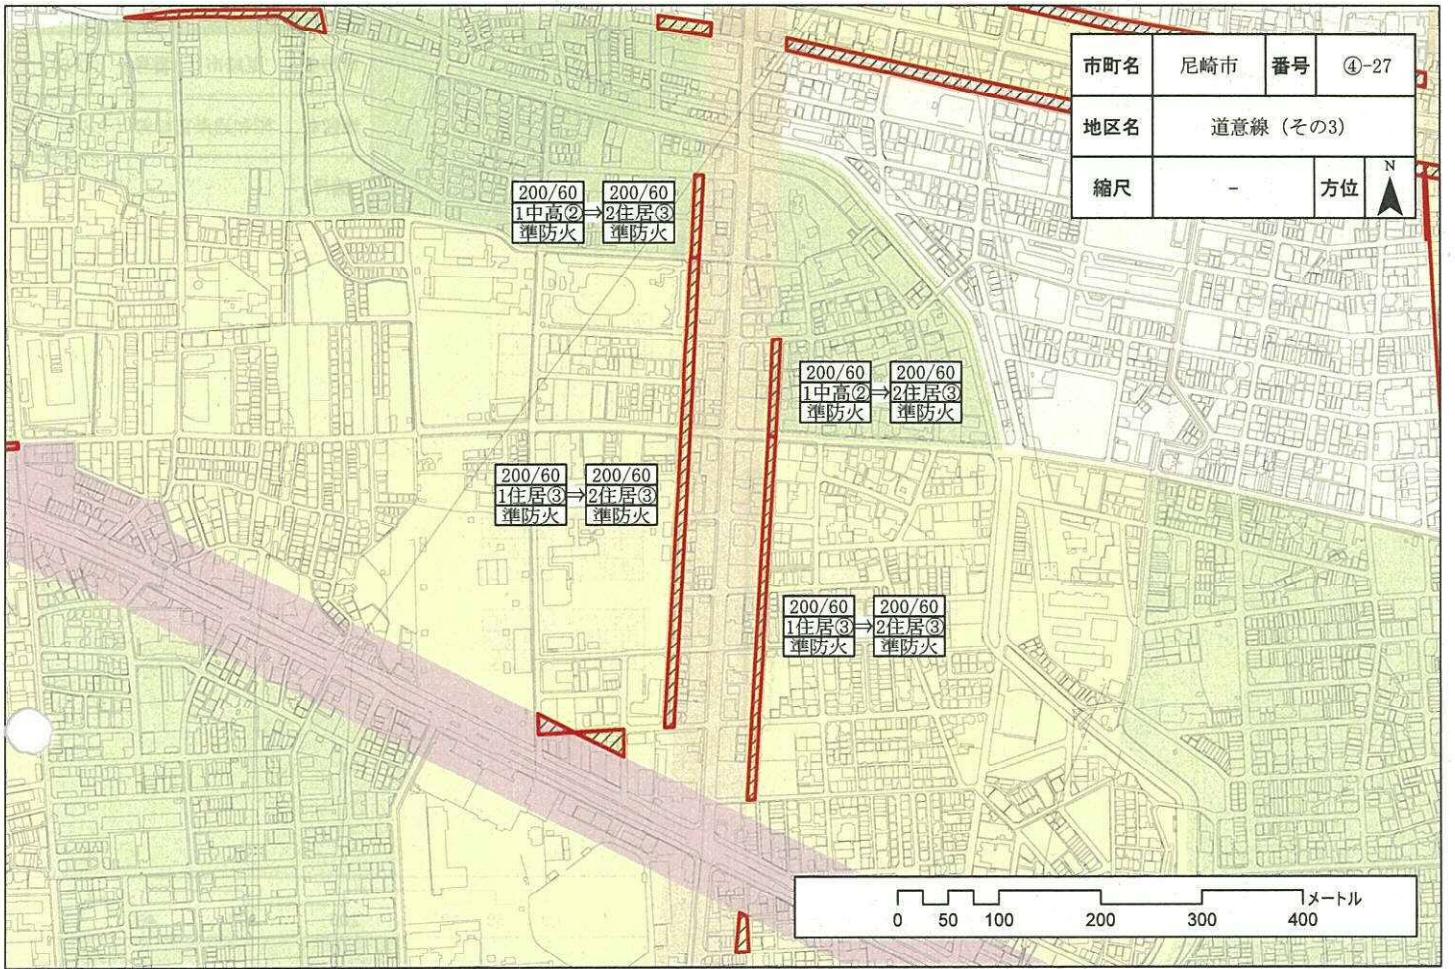 市町名 尼崎市 番号 ④-27
地区名 道意線（その3）
縮尺 - 方位 N
200/60 200/60
1中高②⇒2住居③
準防火 準防火
200/60 200/60
1中高②⇒2住居③
準防火 準防火
200/60 200/60
1住居③⇒2住居③
準防火 準防火
200/60 200/60
1住居③⇒2住居③
準防火 準防火
メートル
0 50 100 200 300 400